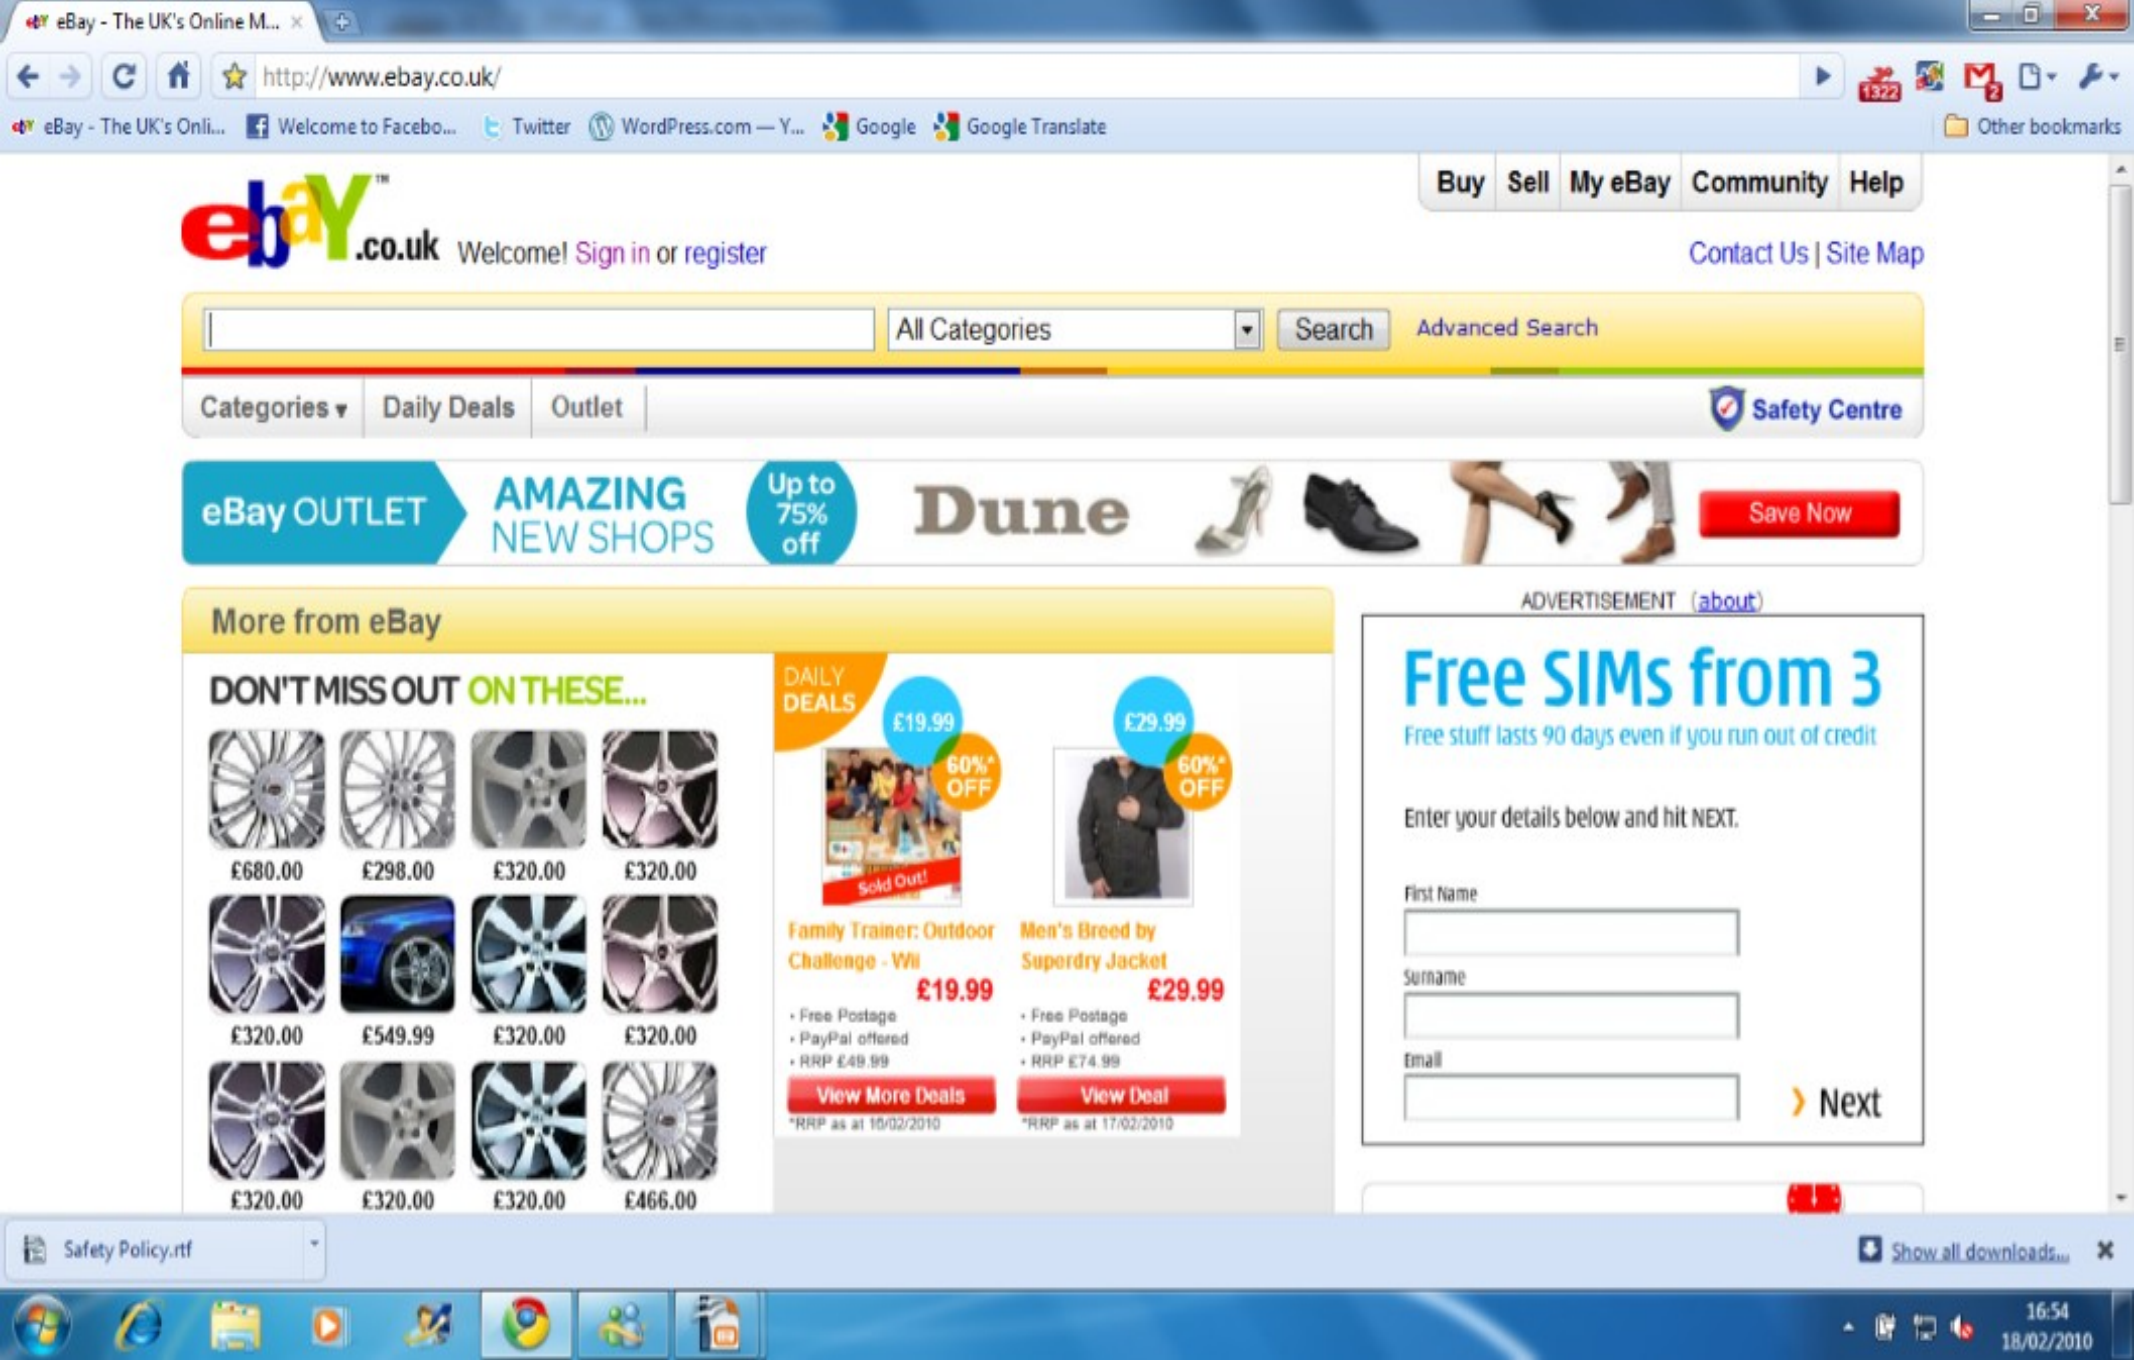 eBay - The UK's Online M...
http://www.ebay.co.uk/
1322
2
eBay - The UK's Onli...
Welcome to Facebo...
Twitter
WordPress.com — Y...
Google
Google Translate
Other bookmarks
ebaY™.co.uk
Welcome! Sign in or register
Buy
Sell
My eBay
Community
Help
Contact Us | Site Map
All Categories
Search
Advanced Search
Categories
Daily Deals
Outlet
Safety Centre
eBay OUTLET
AMAZING
NEW SHOPS
Up to
75%
off
Dune
Save Now
More from eBay
DON'T MISS OUT ON THESE...
£680.00
£298.00
£320.00
£320.00
£320.00
£549.99
£320.00
£320.00
£320.00
£320.00
£320.00
£466.00
DAILY
DEALS
£19.99
60%*
OFF
Sold Out!
Family Trainer: Outdoor
Challenge - Wii
£19.99
• Free Postage
• PayPal offered
• RRP £49.99
View More Deals
*RRP as at 16/02/2010
£29.99
60%*
OFF
Men's Breed by
Superdry Jacket
£29.99
• Free Postage
• PayPal offered
• RRP £74.99
View Deal
*RRP as at 17/02/2010
ADVERTISEMENT (about)
Free SIMs from 3
Free stuff lasts 90 days even if you run out of credit
Enter your details below and hit NEXT.
First Name
Surname
Email
Next
Safety Policy.rtf
Show all downloads...
16:54
18/02/2010